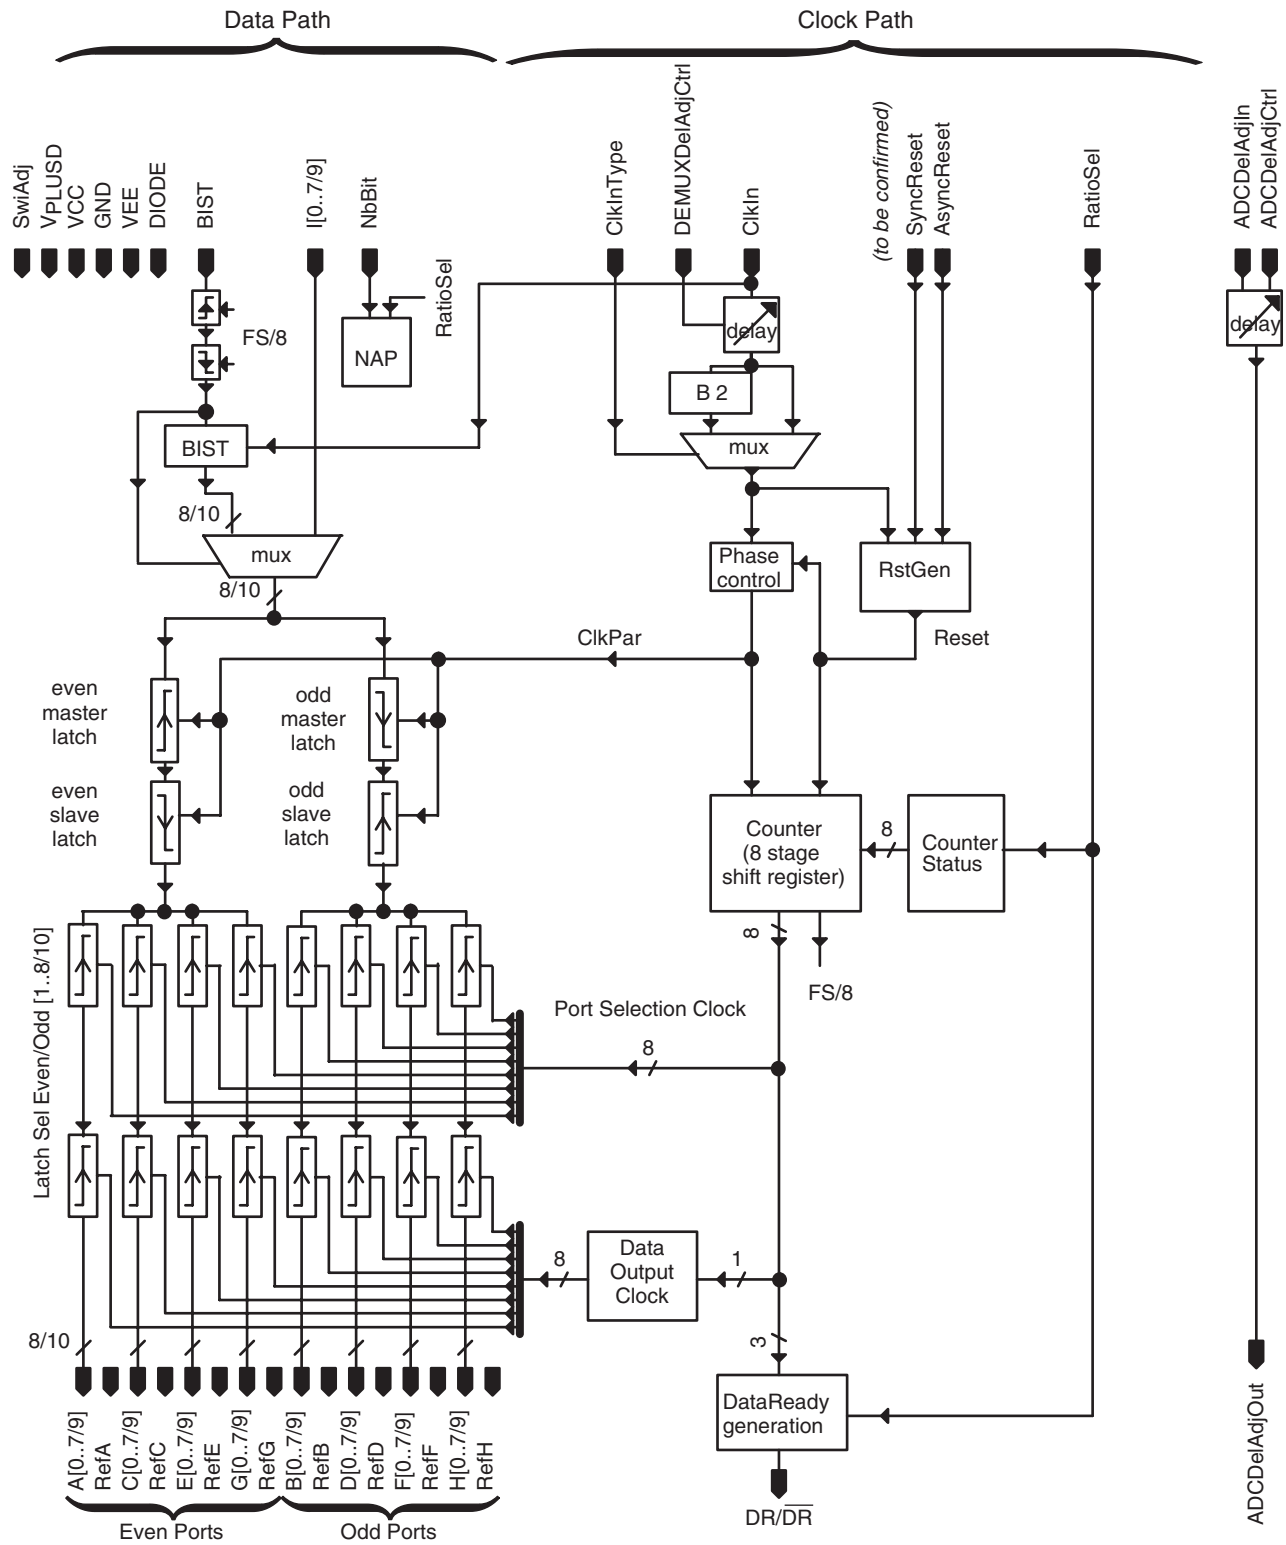 Data Path
Clock Path
SwiAdj
VPLUSD
VCC
GND
VEE
DIODE
BIST
I[0..7/9]
NbBit
ClkInType
DEMUXDelAdjCtrl
ClkIn
(to be confirmed)
SyncReset
AsyncReset
RatioSel
ADCDelAdjIn
ADCDelAdjCtrl
FS/8
RatioSel
NAP
delay
delay
B 2
BIST
mux
8/10
mux
8/10
Phase
control
RstGen
Reset
ClkPar
even
master
latch
odd
master
latch
even
slave
latch
odd
slave
latch
Counter
(8 stage
shift register)
8
Counter
Status
8
FS/8
Latch Sel Even/Odd [1..8/10]
Port Selection Clock
8
8
Data
Output
Clock
1
8/10
3
DataReady
generation
A[0..7/9]
RefA
C[0..7/9]
RefC
E[0..7/9]
RefE
G[0..7/9]
RefG
B[0..7/9]
RefB
D[0..7/9]
RefD
F[0..7/9]
RefF
H[0..7/9]
RefH
Even Ports
Odd Ports
DR/D̅R̅
ADCDelAdjOut